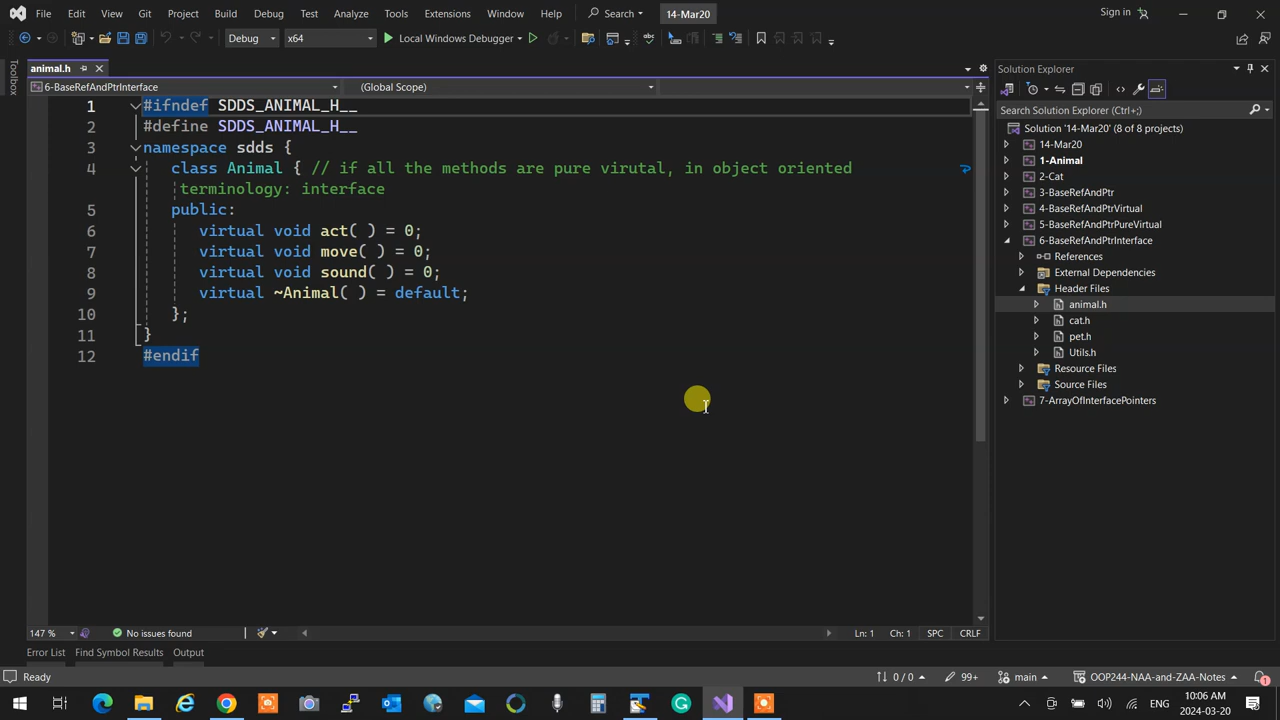 File Edit View Git Project Build Debug Test Analyze Tools Extensions Window Help Search 14-Mar20 Sign in
Debug x64 Local Windows Debugger
Toolbox
animal.h
6-BaseRefAndPtrInterface (Global Scope)
1 #ifndef SDDS_ANIMAL_H__
2 #define SDDS_ANIMAL_H__
3 namespace sdds {
4 class Animal { // if all the methods are pure virutal, in object oriented
terminology: interface
5 public:
6 virtual void act( ) = 0;
7 virtual void move( ) = 0;
8 virtual void sound( ) = 0;
9 virtual ~Animal( ) = default;
10 };
11 }
12 #endif
147 % No issues found Ln: 1 Ch: 1 SPC CRLF
Error List Find Symbol Results Output
Solution Explorer
Search Solution Explorer (Ctrl+;)
Solution '14-Mar20' (8 of 8 projects)
14-Mar20
1-Animal
2-Cat
3-BaseRefAndPtr
4-BaseRefAndPtrVirtual
5-BaseRefAndPtrPureVirtual
6-BaseRefAndPtrInterface
References
External Dependencies
Header Files
animal.h
cat.h
pet.h
Utils.h
Resource Files
Source Files
7-ArrayOfInterfacePointers
Ready 0 / 0 99+ main OOP244-NAA-and-ZAA-Notes 1
ENG 10:06 AM
2024-03-20 2